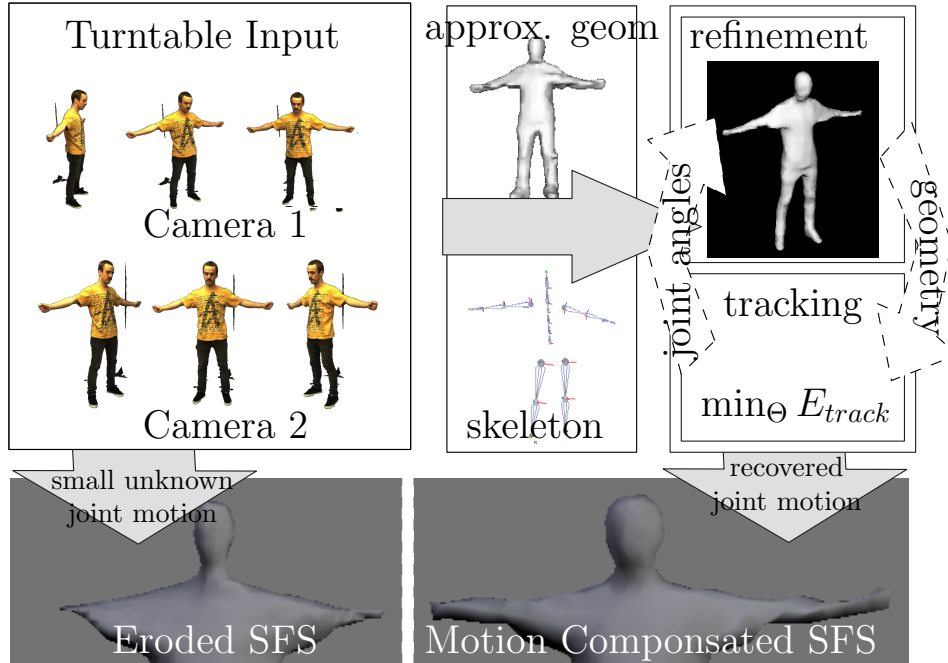 Turntable Input
Camera 1
Camera 2
approx. geom
skeleton
refinement
joint angles
geometry
tracking
min_Θ E_track
small unknown
joint motion
recovered
joint motion
Eroded SFS
Motion Componsated SFS